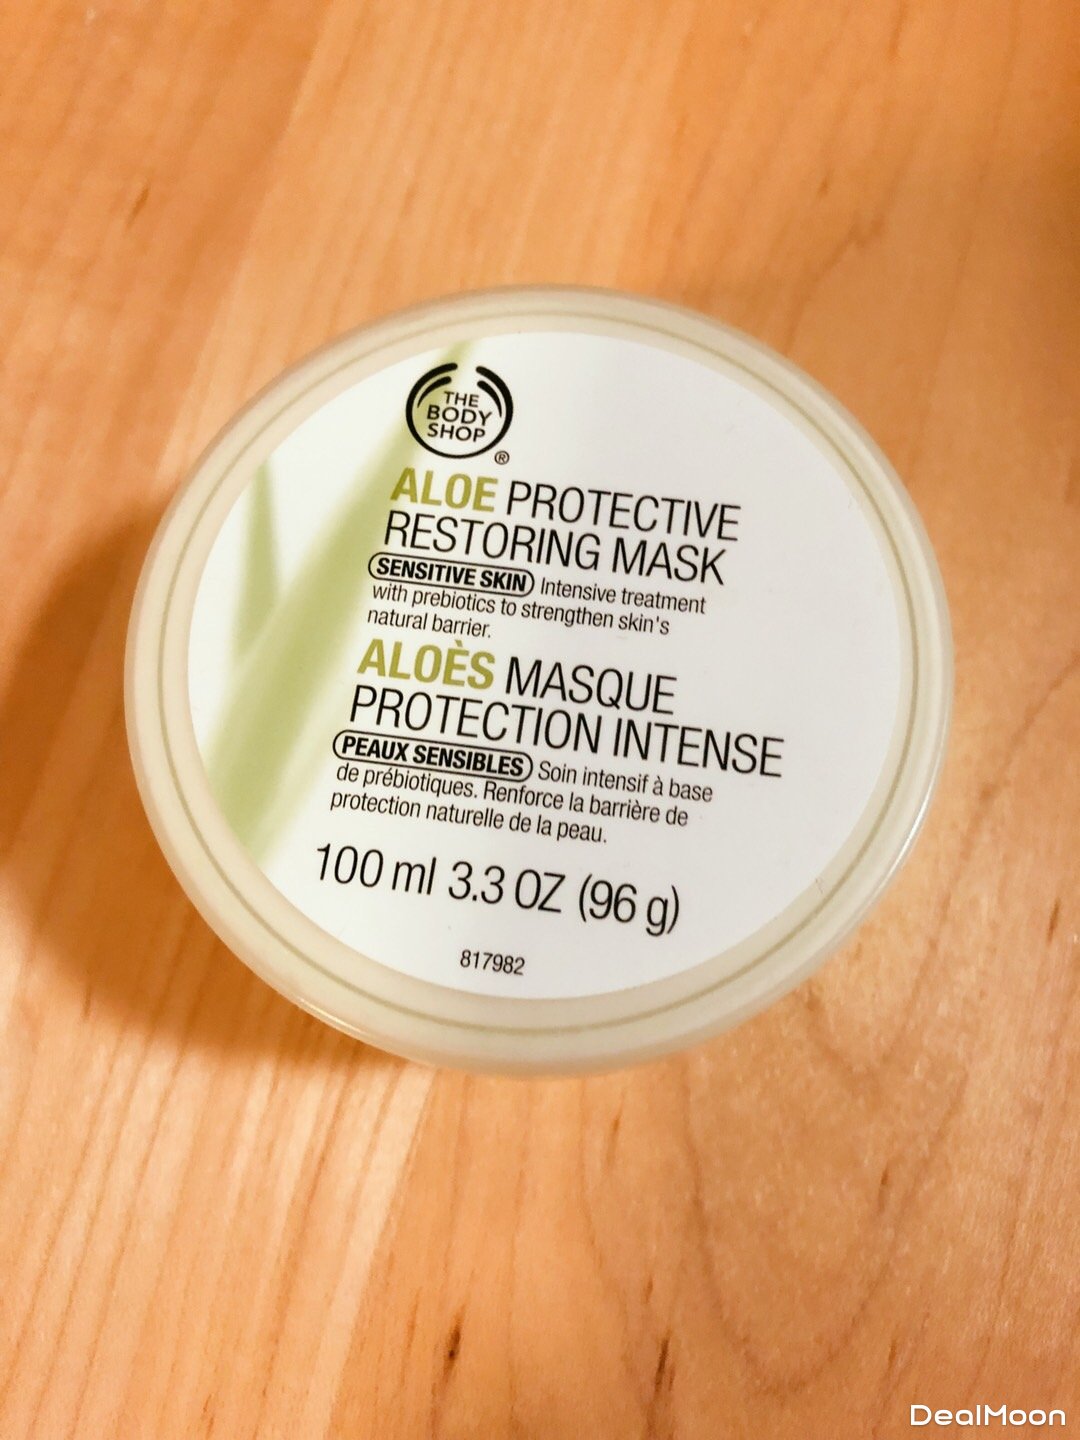 THE
BODY
SHOP
®
ALOE PROTECTIVE
RESTORING MASK
SENSITIVE SKIN Intensive treatment
with prebiotics to strengthen skin's
natural barrier.
ALOÈS MASQUE
PROTECTION INTENSE
PEAUX SENSIBLES Soin intensif à base
de prébiotiques. Renforce la barrière de
protection naturelle de la peau.
100 ml 3.3 OZ (96 g)
817982
DealMoon